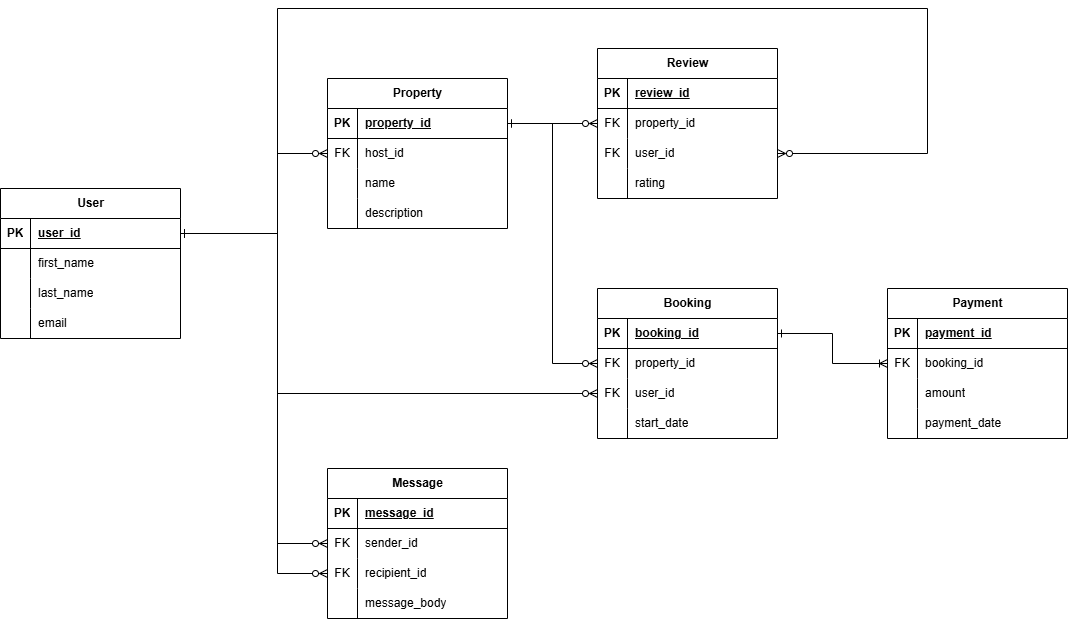 User
PK user_id
first_name
last_name
email
Property
PK property_id
FK host_id
name
description
Review
PK review_id
FK property_id
FK user_id
rating
Booking
PK booking_id
FK property_id
FK user_id
start_date
Payment
PK payment_id
FK booking_id
amount
payment_date
Message
PK message_id
FK sender_id
FK recipient_id
message_body